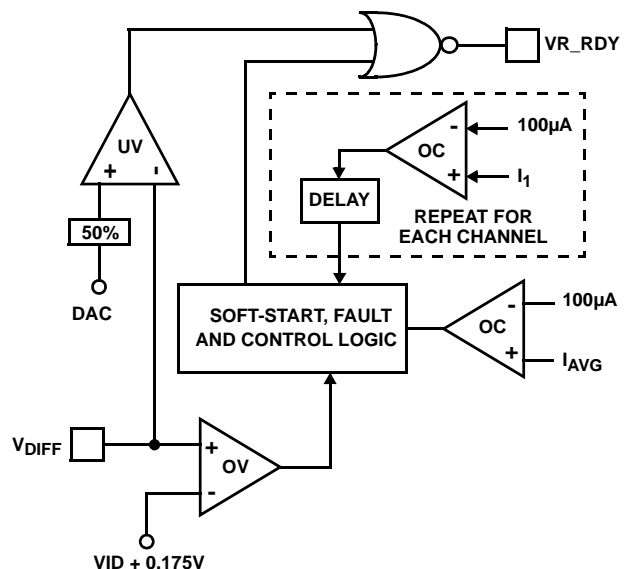 VR_RDY
UV
+ -
50%
DAC
- 100µA
OC
+ I1
DELAY
REPEAT FOR
EACH CHANNEL
SOFT-START, FAULT
AND CONTROL LOGIC
- 100µA
OC
+ IAVG
VDIFF
+
OV
-
VID + 0.175V